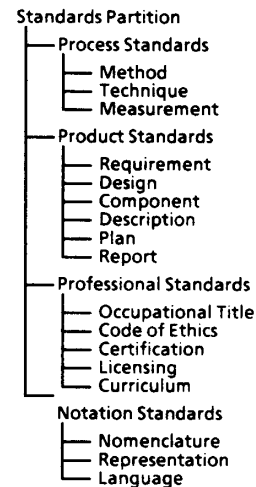 Standards Partition
Process Standards
Method
Technique
Measurement
Product Standards
Requirement
Design
Component
Description
Plan
Report
Professional Standards
Occupational Title
Code of Ethics
Certification
Licensing
Curriculum
Notation Standards
Nomenclature
Representation
Language